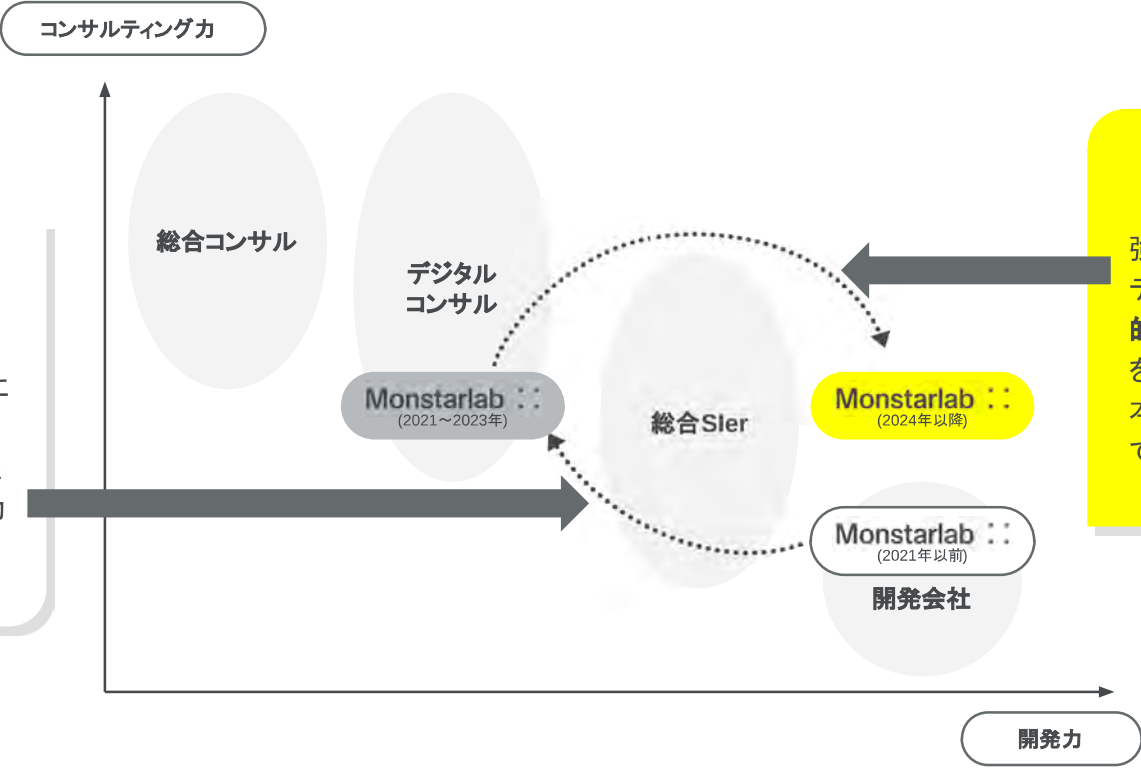 コンサルティング力
総合コンサル
デジタル
コンサル
Monstarlab
(2021〜2023年)
総合SIer
Monstarlab
(2024年以降)
Monstarlab
(2021年以前)
開発会社
開発力
的
を